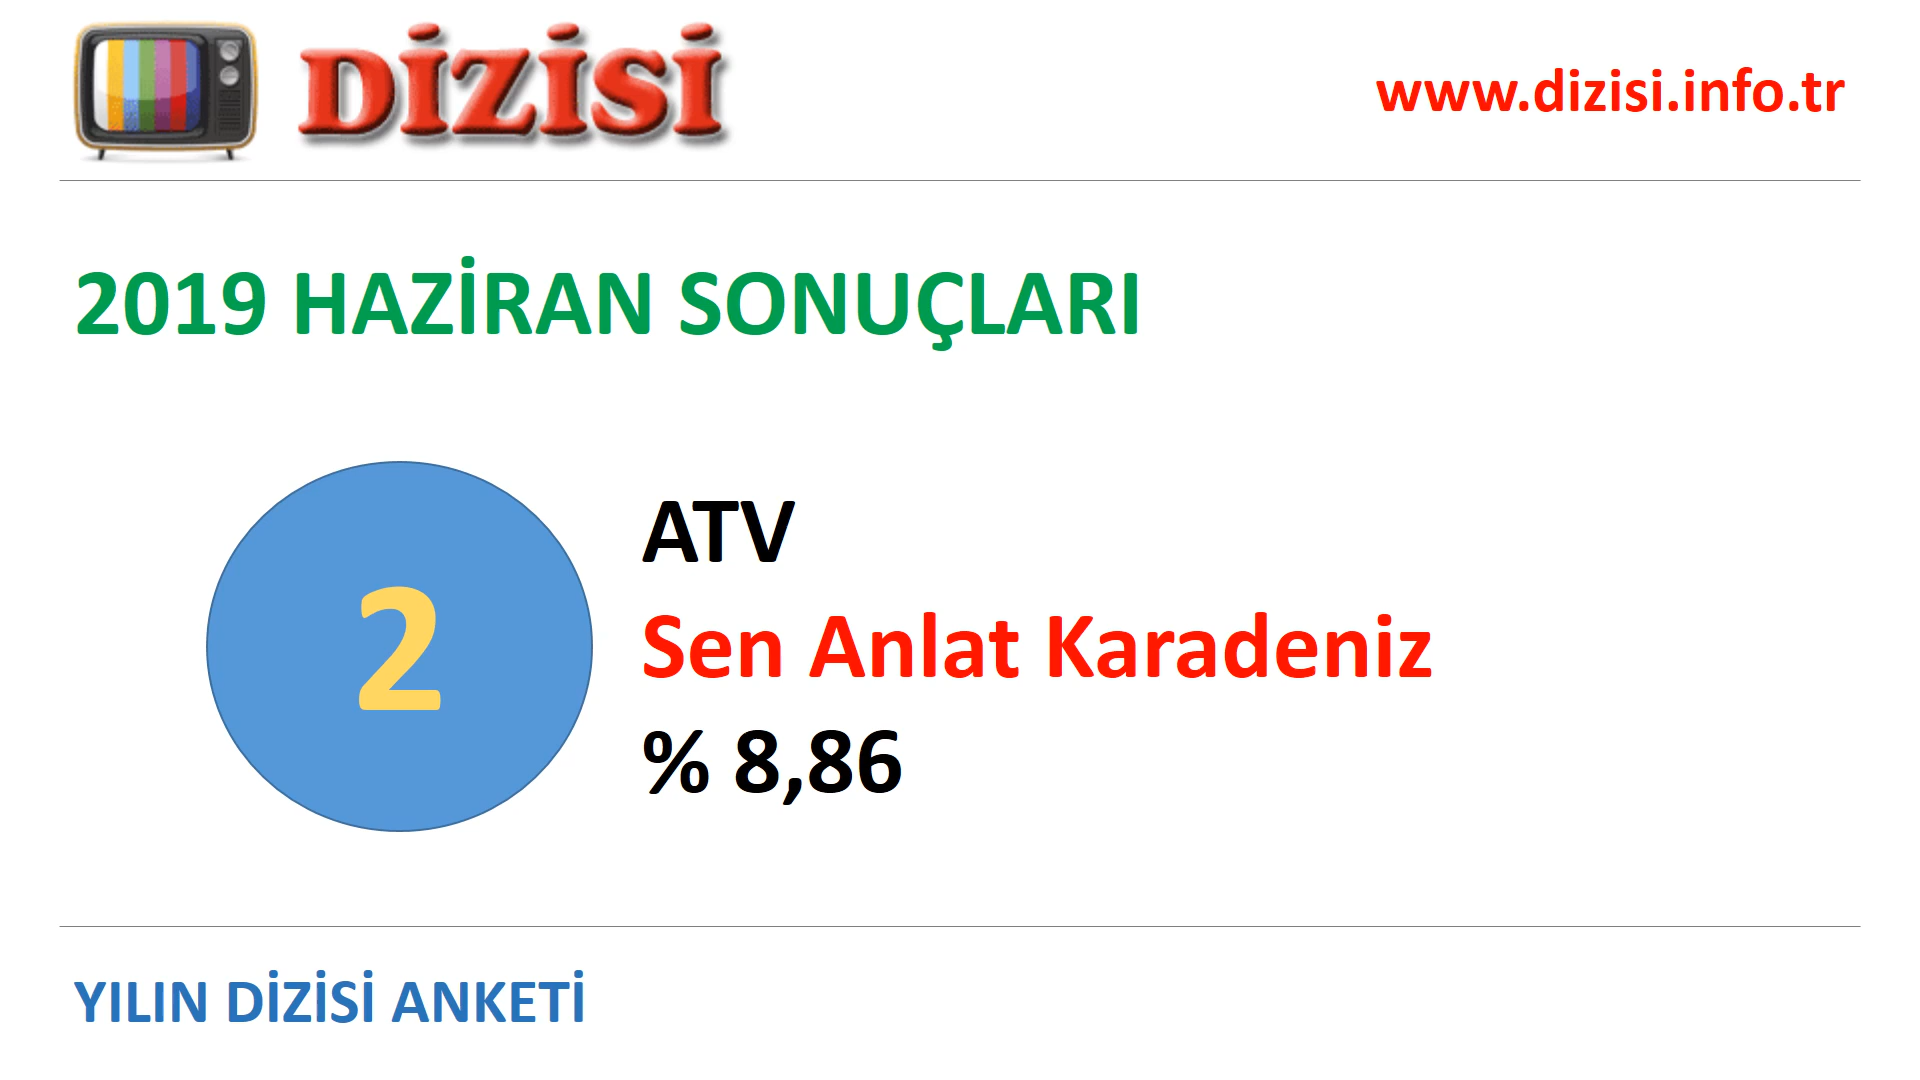 DİZİSİ
www.dizisi.info.tr
2019 HAZİRAN SONUÇLARI
2
ATV
Sen Anlat Karadeniz
% 8,86
YILIN DİZİSİ ANKETİ